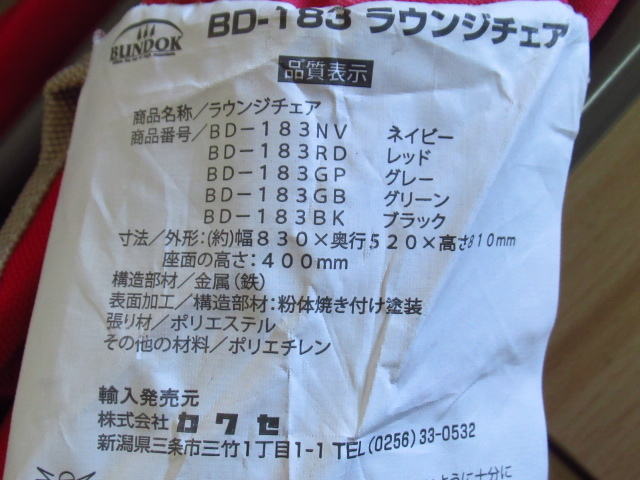 BUNDOK
BD-183 ラウンジチェア
品質表示
商品名称／ラウンジチェア
商品番号／BD-183NV ネイビー
BD-183RD レッド
BD-183GP グレー
BD-183GB グリーン
BD-183BK ブラック
寸法／外形:(約)幅830×奥行520×高さ810mm
座面の高さ:400mm
構造部材／金属(鉄)
表面加工／構造部材:粉体焼き付け塗装
張り材／ポリエステル
その他の材料／ポリエチレン
輸入発売元
株式会社 カワセ
新潟県三条市三竹1丁目1-1 TEL(0256)33-0532
ように十分に